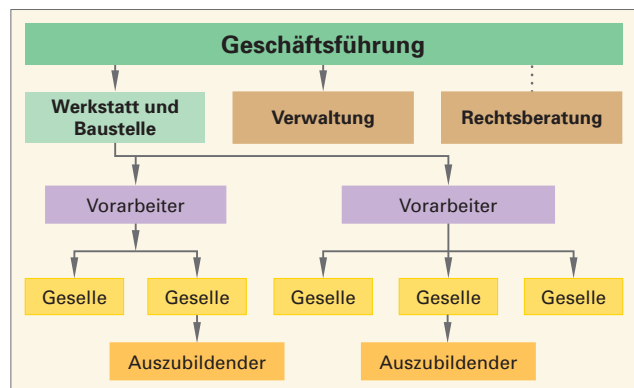 Geschäftsführung
Werkstatt und
Baustelle
Verwaltung
Rechtsberatung
Vorarbeiter
Vorarbeiter
Geselle
Geselle
Geselle
Geselle
Geselle
Auszubildender
Auszubildender